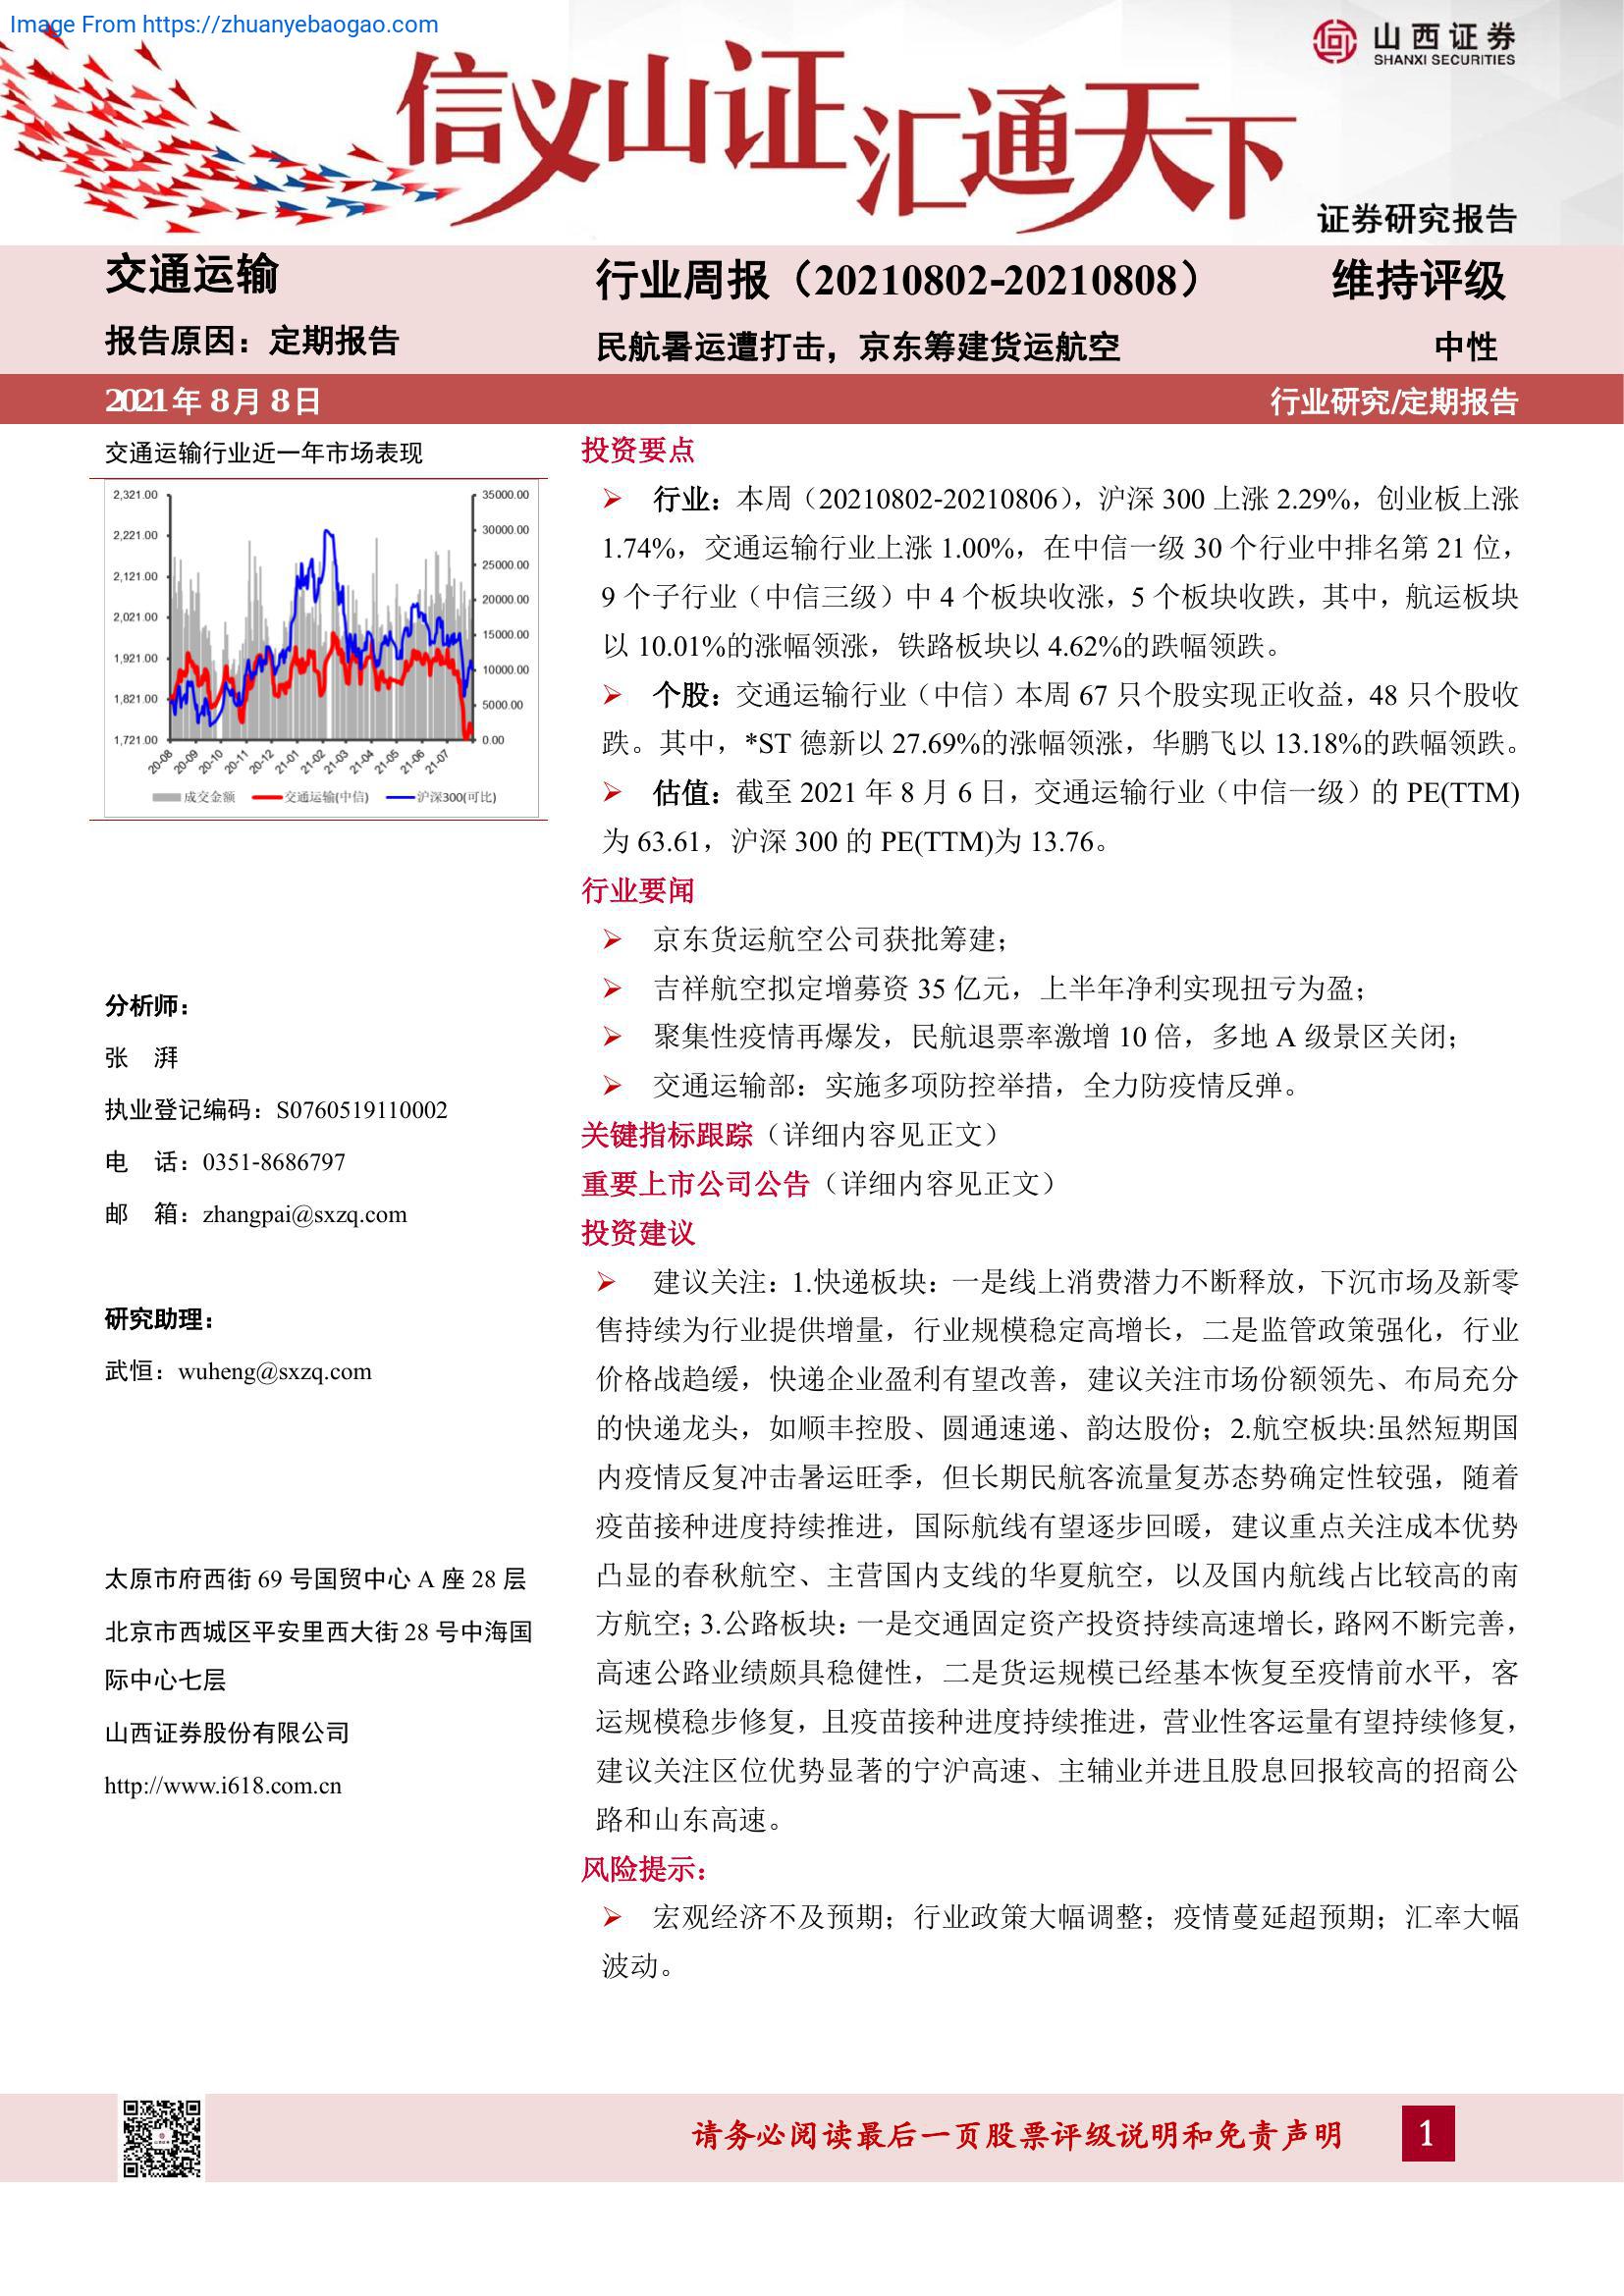 Image From https://zhuanyebaogao.com
山西证券
SHANXI SECURITIES
信义山证汇通天下
证券研究报告
交通运输
报告原因：定期报告
行业周报（20210802-20210808）
维持评级
民航暑运遭打击，京东筹建货运航空
中性
2021年8月8日
行业研究/定期报告
交通运输行业近一年市场表现
2,321.00
2,221.00
2,121.00
2,021.00
1,921.00
1,821.00
1,721.00
35000.00
30000.00
25000.00
20000.00
15000.00
10000.00
5000.00
0.00
20-08
20-09
20-10
20-11
20-12
21-01
21-02
21-03
21-04
21-05
21-06
21-07
成交金额 交通运输(中信) 沪深300(可比)
分析师：
张 湃
执业登记编码：S0760519110002
电 话：0351-8686797
邮 箱：zhangpai@sxzq.com
研究助理：
武恒：wuheng@sxzq.com
太原市府西街 69 号国贸中心 A 座 28 层
北京市西城区平安里西大街 28 号中海国
际中心七层
山西证券股份有限公司
http://www.i618.com.cn
投资要点
➢ 行业：本周（20210802-20210806），沪深 300 上涨 2.29%，创业板上涨
1.74%，交通运输行业上涨 1.00%，在中信一级 30 个行业中排名第 21 位，
9 个子行业（中信三级）中 4 个板块收涨，5 个板块收跌，其中，航运板块
以 10.01%的涨幅领涨，铁路板块以 4.62%的跌幅领跌。
➢ 个股：交通运输行业（中信）本周 67 只个股实现正收益，48 只个股收
跌。其中，*ST 德新以 27.69%的涨幅领涨，华鹏飞以 13.18%的跌幅领跌。
➢ 估值：截至 2021 年 8 月 6 日，交通运输行业（中信一级）的 PE(TTM)
为 63.61，沪深 300 的 PE(TTM)为 13.76。
行业要闻
➢ 京东货运航空公司获批筹建；
➢ 吉祥航空拟定增募资 35 亿元，上半年净利实现扭亏为盈；
➢ 聚集性疫情再爆发，民航退票率激增 10 倍，多地 A 级景区关闭；
➢ 交通运输部：实施多项防控举措，全力防疫情反弹。
关键指标跟踪（详细内容见正文）
重要上市公司公告（详细内容见正文）
投资建议
➢ 建议关注：1.快递板块：一是线上消费潜力不断释放，下沉市场及新零
售持续为行业提供增量，行业规模稳定高增长，二是监管政策强化，行业
价格战趋缓，快递企业盈利有望改善，建议关注市场份额领先、布局充分
的快递龙头，如顺丰控股、圆通速递、韵达股份；2.航空板块:虽然短期国
内疫情反复冲击暑运旺季，但长期民航客流量复苏态势确定性较强，随着
疫苗接种进度持续推进，国际航线有望逐步回暖，建议重点关注成本优势
凸显的春秋航空、主营国内支线的华夏航空，以及国内航线占比较高的南
方航空；3.公路板块：一是交通固定资产投资持续高速增长，路网不断完善，
高速公路业绩颇具稳健性，二是货运规模已经基本恢复至疫情前水平，客
运规模稳步修复，且疫苗接种进度持续推进，营业性客运量有望持续修复，
建议关注区位优势显著的宁沪高速、主辅业并进且股息回报较高的招商公
路和山东高速。
风险提示：
➢ 宏观经济不及预期；行业政策大幅调整；疫情蔓延超预期；汇率大幅
波动。
请务必阅读最后一页股票评级说明和免责声明
1